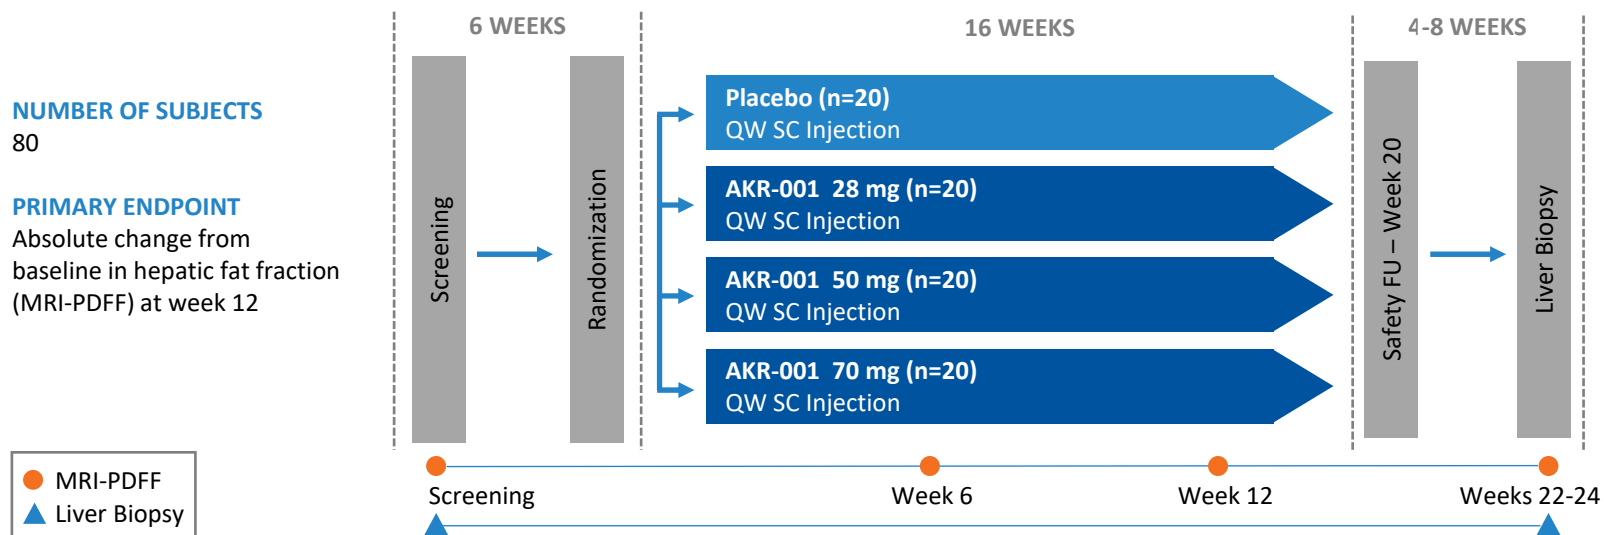 6 WEEKS
16 WEEKS
4-8 WEEKS
NUMBER OF SUBJECTS
80
PRIMARY ENDPOINT
Absolute change from
baseline in hepatic fat fraction
(MRI-PDFF) at week 12
Screening
Randomization
Placebo (n=20)
QW SC Injection
AKR-001 28 mg (n=20)
QW SC Injection
AKR-001 50 mg (n=20)
QW SC Injection
AKR-001 70 mg (n=20)
QW SC Injection
Safety FU – Week 20
Liver Biopsy
MRI-PDFF
Liver Biopsy
Screening
Week 6
Week 12
Weeks 22-24